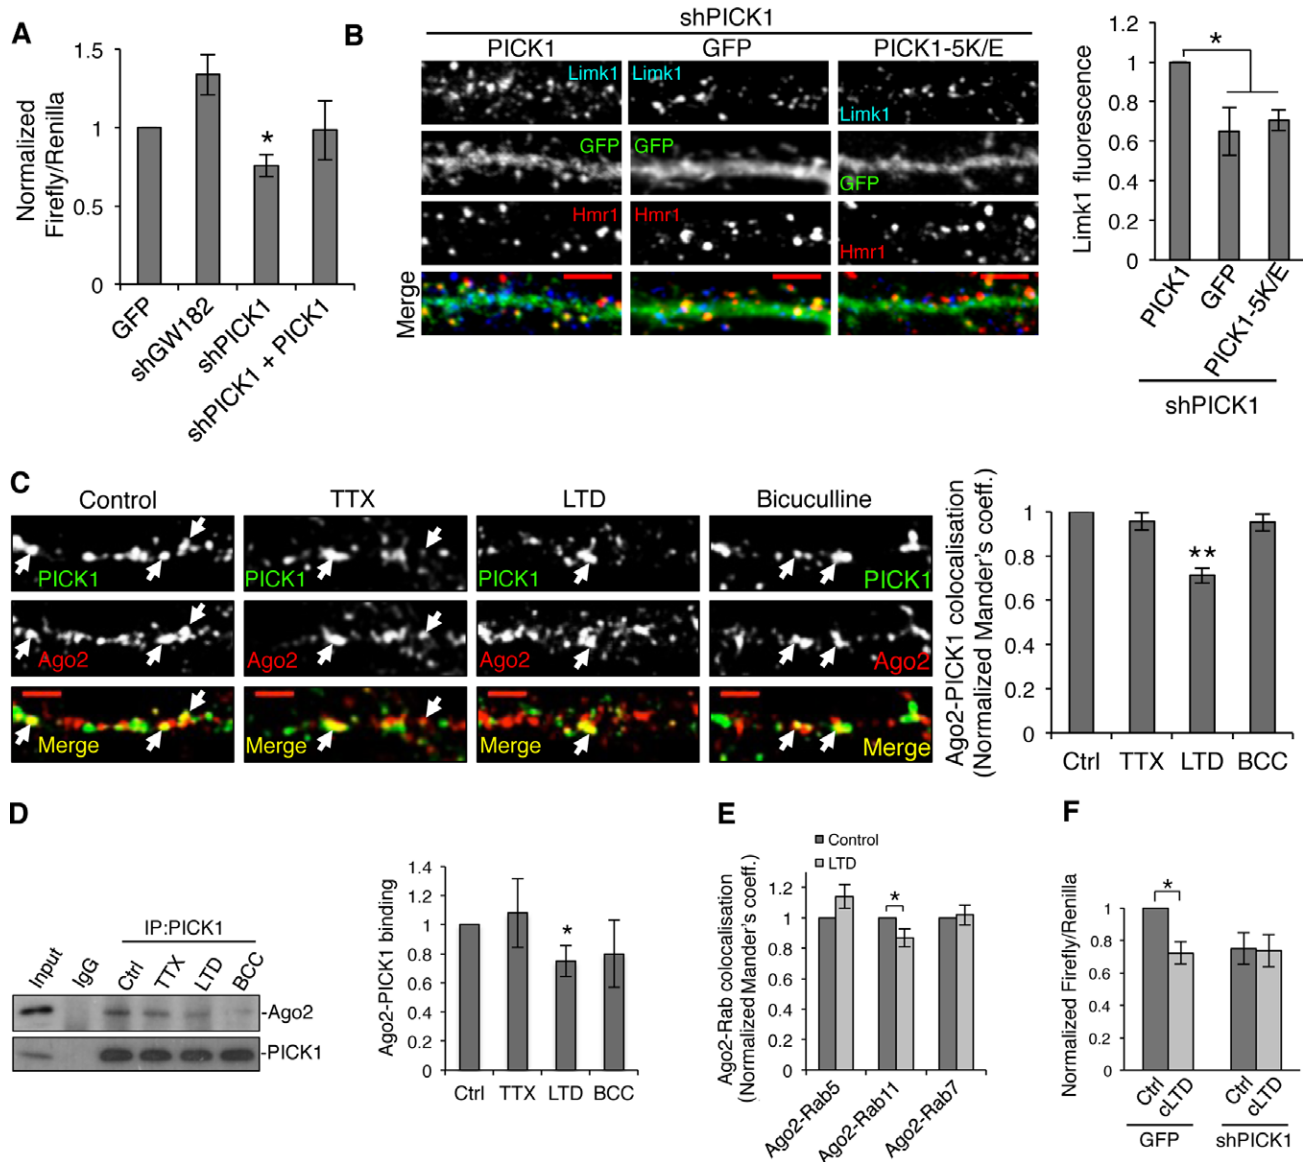 A
Normalized
Firefly/Renilla
1.5
1
0.5
0
GFP
shGW182
shPICK1
shPICK1 + PICK1
*
B
shPICK1
PICK1
GFP
PICK1-5K/E
Limk1
Limk1
Limk1
GFP
GFP
GFP
Hmr1
Hmr1
Hmr1
Merge
Limk1 fluorescence
1.2
1
0.8
0.6
0.4
0.2
0
*
PICK1
GFP
PICK1-5K/E
shPICK1
C
Control
TTX
LTD
Bicuculline
PICK1
PICK1
PICK1
PICK1
Ago2
Ago2
Ago2
Ago2
Merge
Merge
Merge
Merge
Ago2-PICK1 colocalisation
(Normalized Mander's coeff.)
1
0.8
0.6
0.4
0.2
0
**
Ctrl
TTX
LTD
BCC
D
IP:PICK1
Input
IgG
Ctrl
TTX
LTD
BCC
-Ago2
-PICK1
Ago2-PICK1 binding
1.4
1.2
1
0.8
0.6
0.4
0.2
0
*
Ctrl
TTX
LTD
BCC
E
Control
LTD
Ago2-Rab colocalisation
(Normalized Mander's coeff.)
1.2
1
0.8
0.6
0.4
0.2
0
*
Ago2-Rab5
Ago2-Rab11
Ago2-Rab7
F
Normalized Firefly/Renilla
1
0.8
0.6
0.4
0.2
0
*
Ctrl
cLTD
Ctrl
cLTD
GFP
shPICK1